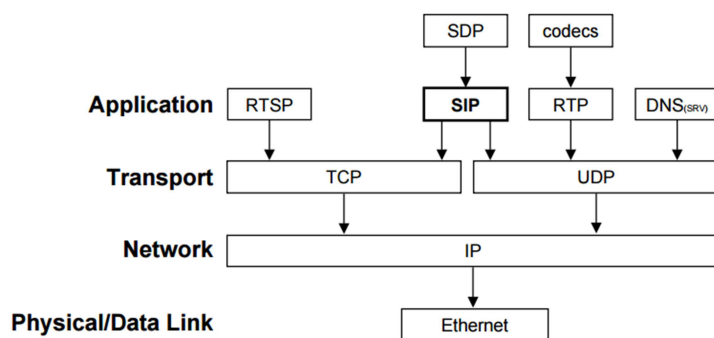 SDP codecs
Application RTSP SIP RTP DNS(SRV)
Transport TCP UDP
Network IP
Physical/Data Link Ethernet